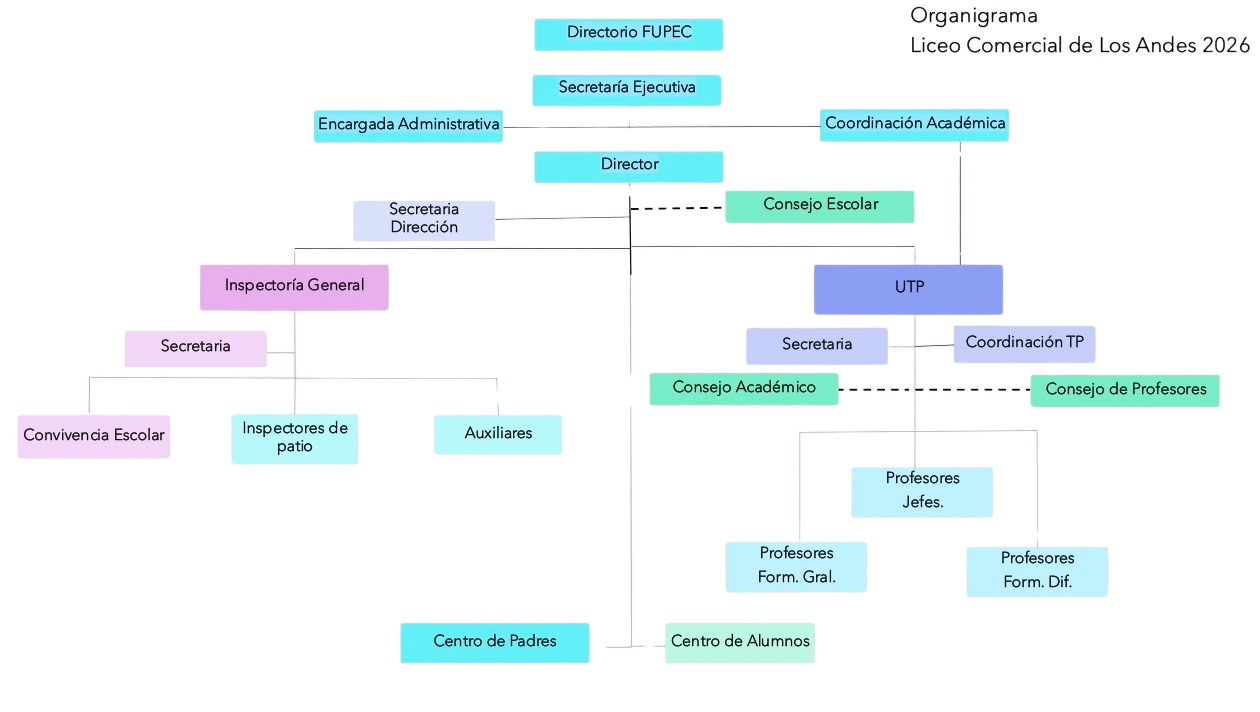 Organigrama
Liceo Comercial de Los Andes 2026
Directorio FUPEC
Secretaría Ejecutiva
Encargada Administrativa
Coordinación Académica
Director
Secretaria
Dirección
Consejo Escolar
Inspectoría General
UTP
Secretaria
Secretaria
Coordinación TP
Consejo Académico
Consejo de Profesores
Convivencia Escolar
Inspectores de
patio
Auxiliares
Profesores
Jefes.
Profesores
Form. Gral.
Profesores
Form. Dif.
Centro de Padres
Centro de Alumnos